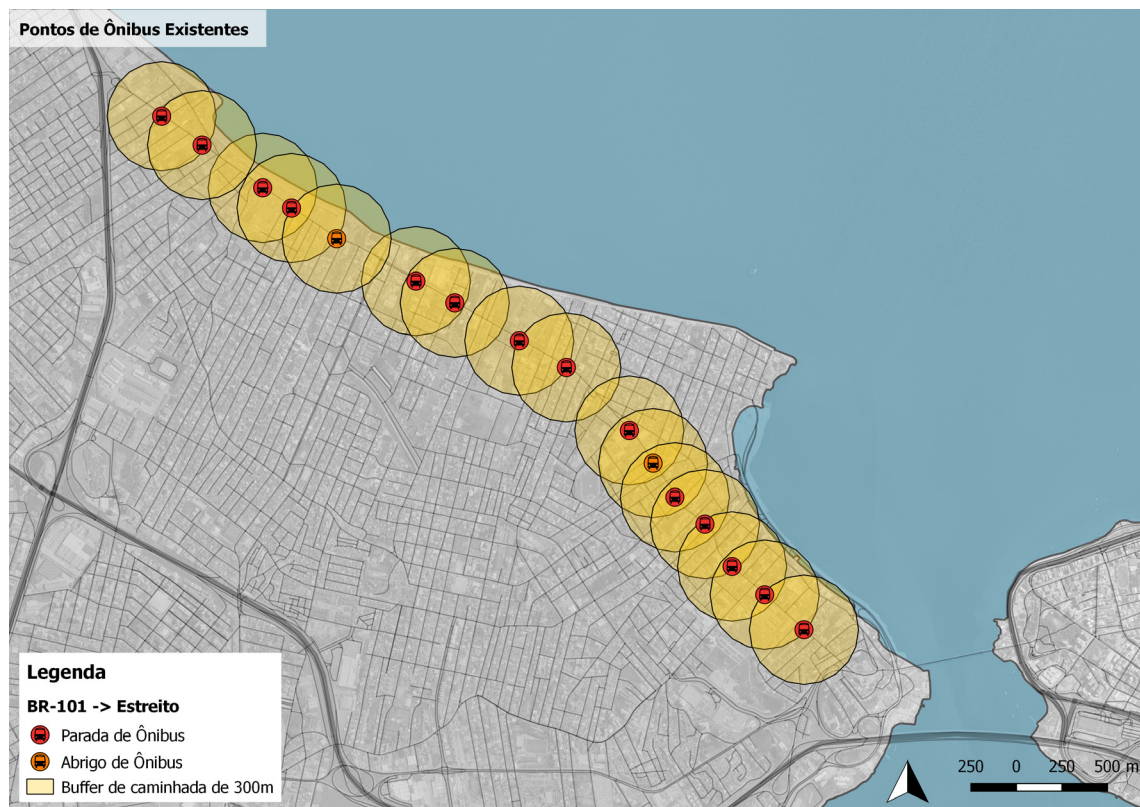 Pontos de Ônibus Existentes
Legenda
BR-101 -> Estreito
Parada de Ônibus
Abrigo de Ônibus
Buffer de caminhada de 300m
250 0 250 500 m